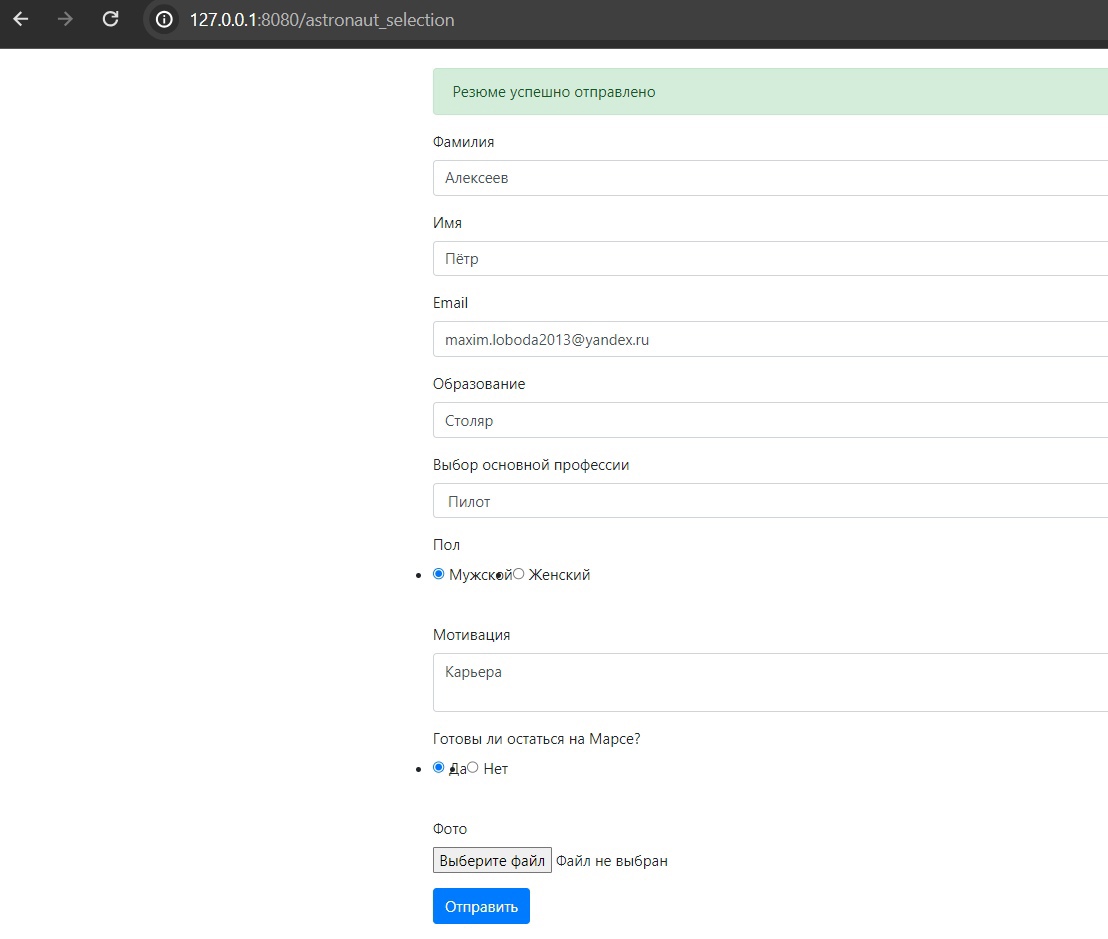 127.0.0.1:8080/astronaut_selection
Резюме успешно отправлено
Фамилия
Алексеев
Имя
Пётр
Email
maxim.loboda2013@yandex.ru
Образование
Столяр
Выбор основной профессии
Пилот
Пол
Мужской Женский
Мотивация
Карьера
Готовы ли остаться на Марсе?
Да Нет
Фото
Выберите файл Файл не выбран
Отправить